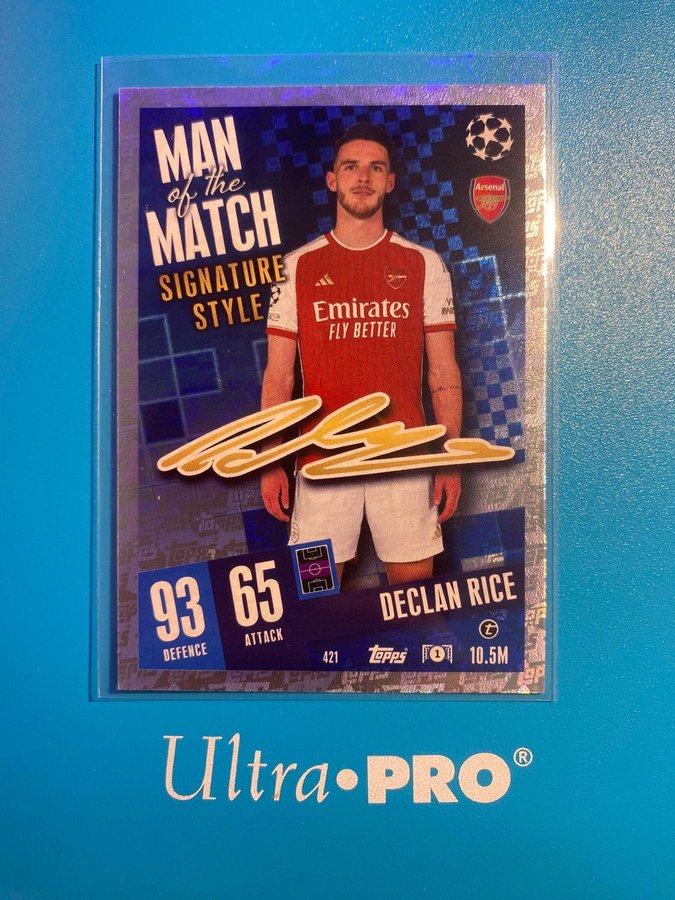 MAN
of the
MATCH
SIGNATURE
STYLE
Arsenal
Emirates
FLY BETTER
93
DEFENCE
65
ATTACK
DECLAN RICE
421
topps
1
10.5M
Ultra•PRO®